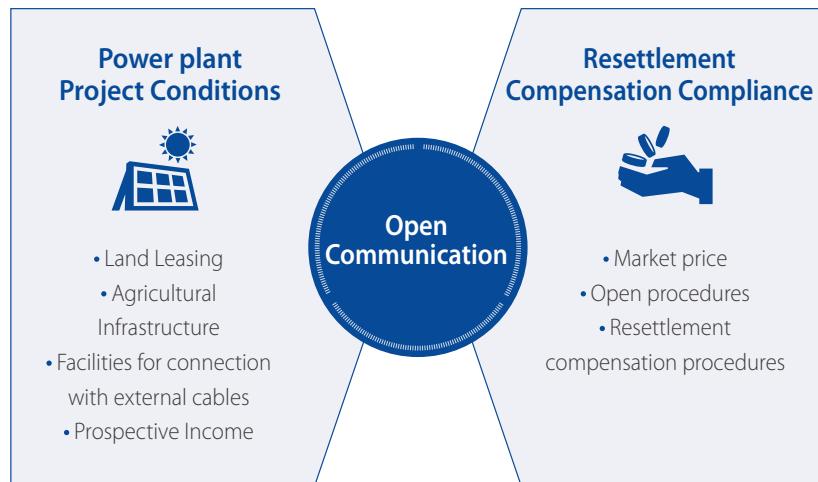 Power plant
Project Conditions
• Land Leasing
• Agricultural
Infrastructure
• Facilities for connection
with external cables
• Prospective Income
Open
Communication
Resettlement
Compensation Compliance
• Market price
• Open procedures
• Resettlement
compensation procedures